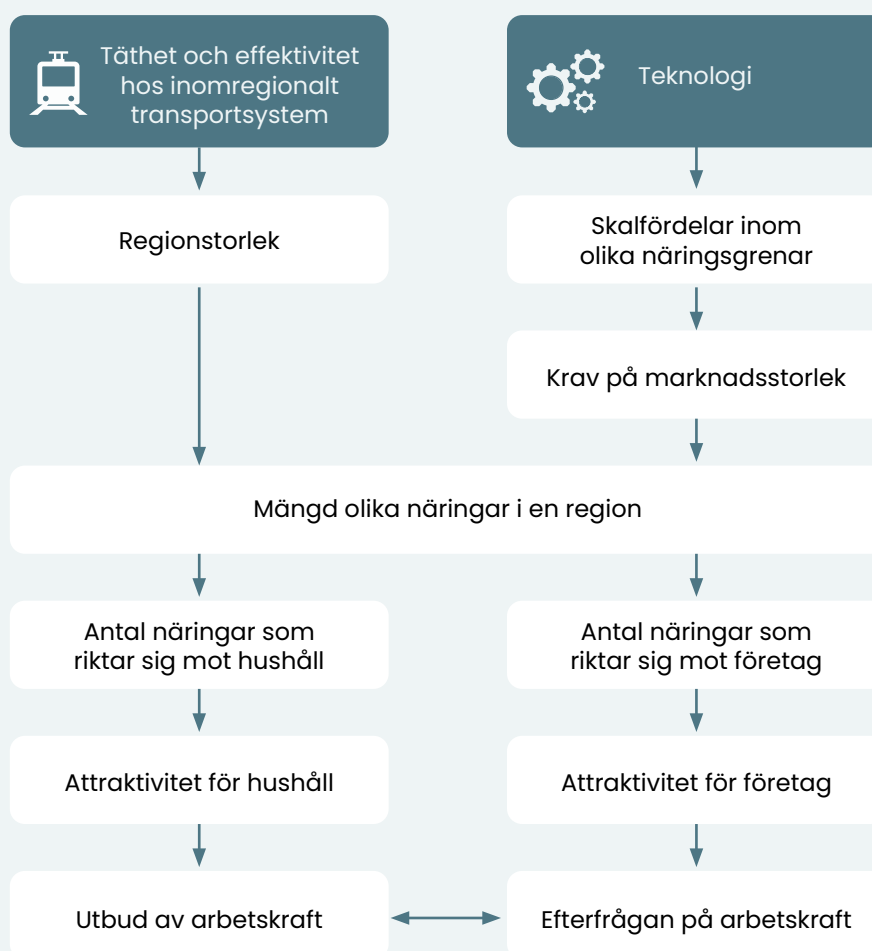 Täthet och effektivitet
hos inomregionalt
transportsystem
Teknologi
Regionstorlek
Skalfördelar inom
olika näringsgrenar
Krav på marknadsstorlek
Mängd olika näringar i en region
Antal näringar som
riktar sig mot hushåll
Antal näringar som
riktar sig mot företag
Attraktivitet för hushåll
Attraktivitet för företag
Utbud av arbetskraft
Efterfrågan på arbetskraft